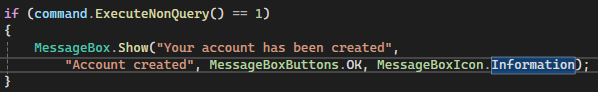 if (command.ExecuteNonQuery() == 1)
{
MessageBox.Show("Your account has been created",
"Account created", MessageBoxButtons.OK, MessageBoxIcon.Information);
}